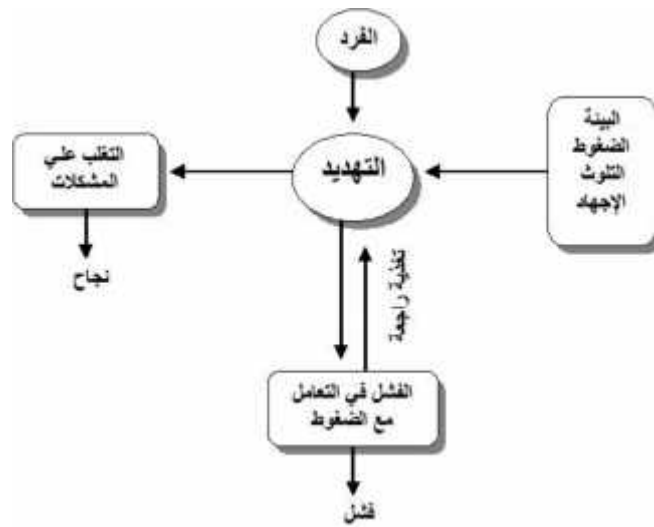 الفرد
البيئة
الضغوط
التلوث
الإجهاد
التهديد
التغلب علي
المشكلات
نجاح
تغذية راجعة
الفشل في التعامل
مع الضغوط
فشل